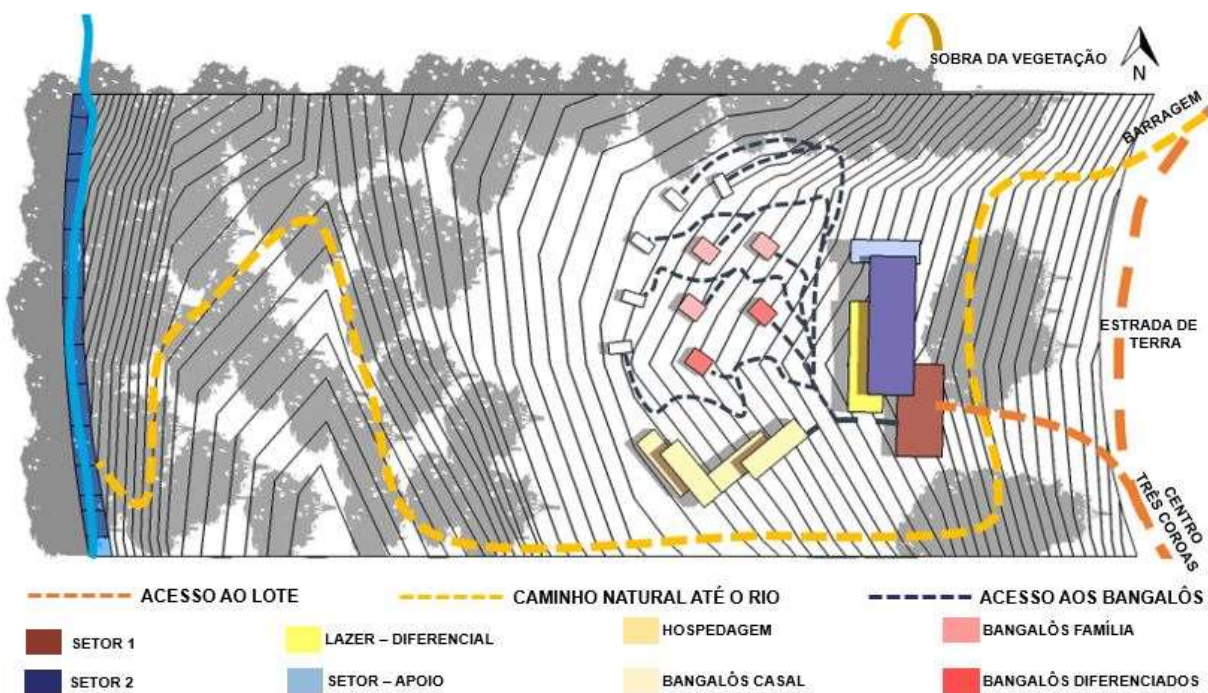 SOBRA DA VEGETAÇÃO
N
BARRAGEM
ESTRADA DE
TERRA
CENTRO
TRÊS COROAS
ACESSO AO LOTE
CAMINHO NATURAL ATÉ O RIO
ACESSO AOS BANGALÔS
SETOR 1
LAZER – DIFERENCIAL
HOSPEDAGEM
BANGALÔS FAMÍLIA
SETOR 2
SETOR – APOIO
BANGALÔS CASAL
BANGALÔS DIFERENCIADOS